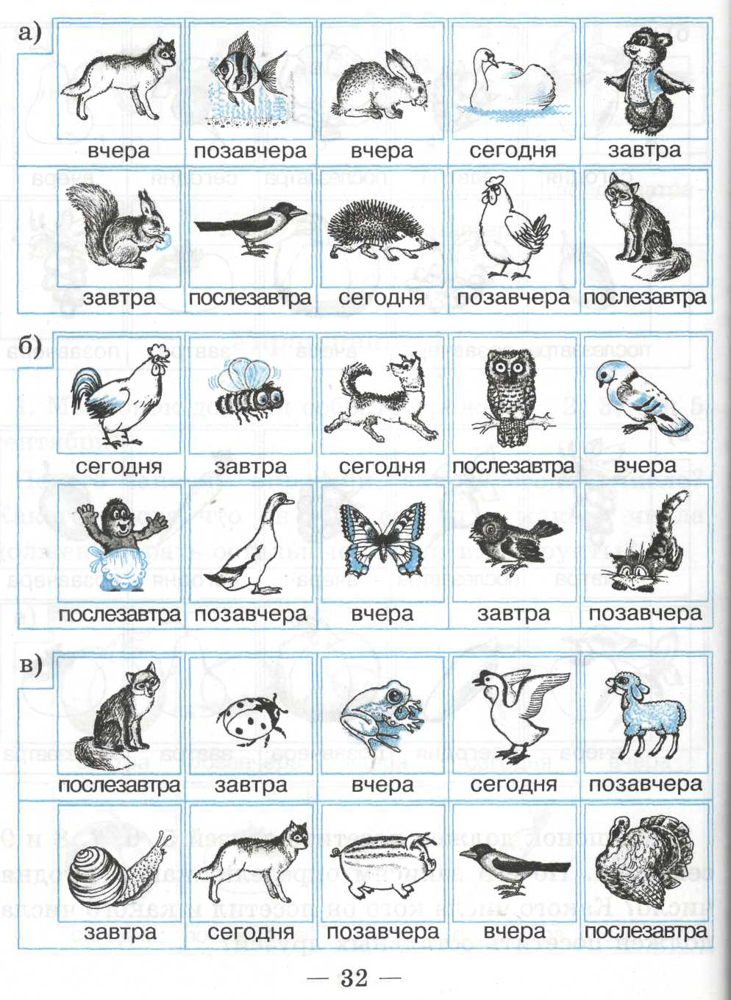 а)
вчера позавчера вчера сегодня завтра
завтра послезавтра сегодня позавчера послезавтра
б)
сегодня завтра сегодня послезавтра вчера
послезавтра позавчера вчера завтра позавчера
в)
послезавтра завтра вчера сегодня позавчера
завтра сегодня позавчера вчера послезавтра
— 32 —